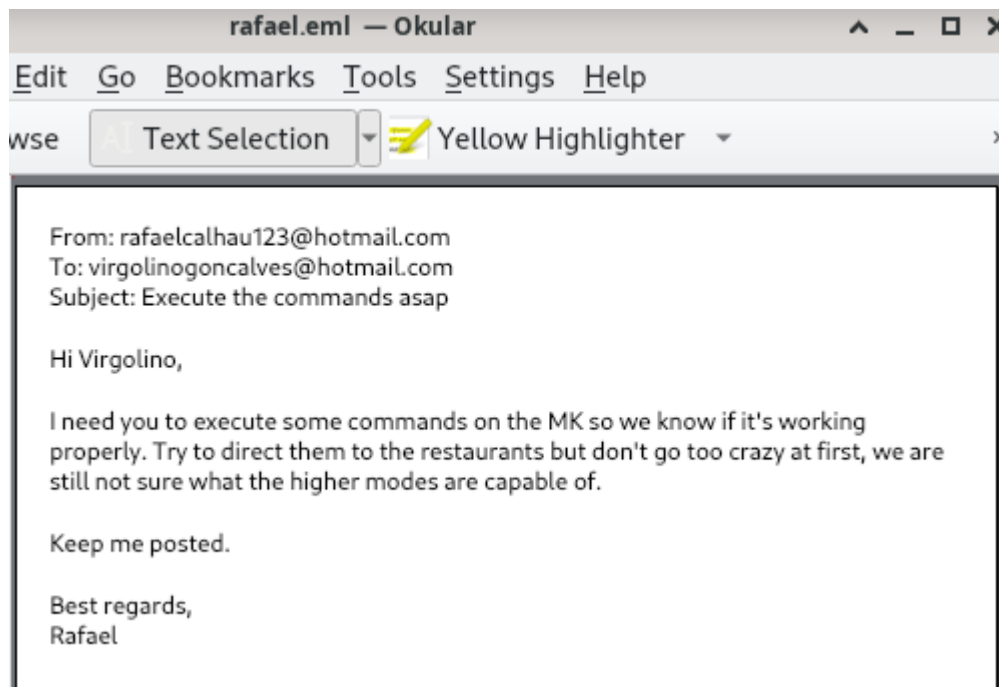 rafael.eml — Okular
Edit Go Bookmarks Tools Settings Help
wse AI Text Selection Yellow Highlighter
From: rafaelcalhau123@hotmail.com
To: virgolinogoncalves@hotmail.com
Subject: Execute the commands asap
Hi Virgolino,
I need you to execute some commands on the MK so we know if it's working
properly. Try to direct them to the restaurants but don't go too crazy at first, we are
still not sure what the higher modes are capable of.
Keep me posted.
Best regards,
Rafael